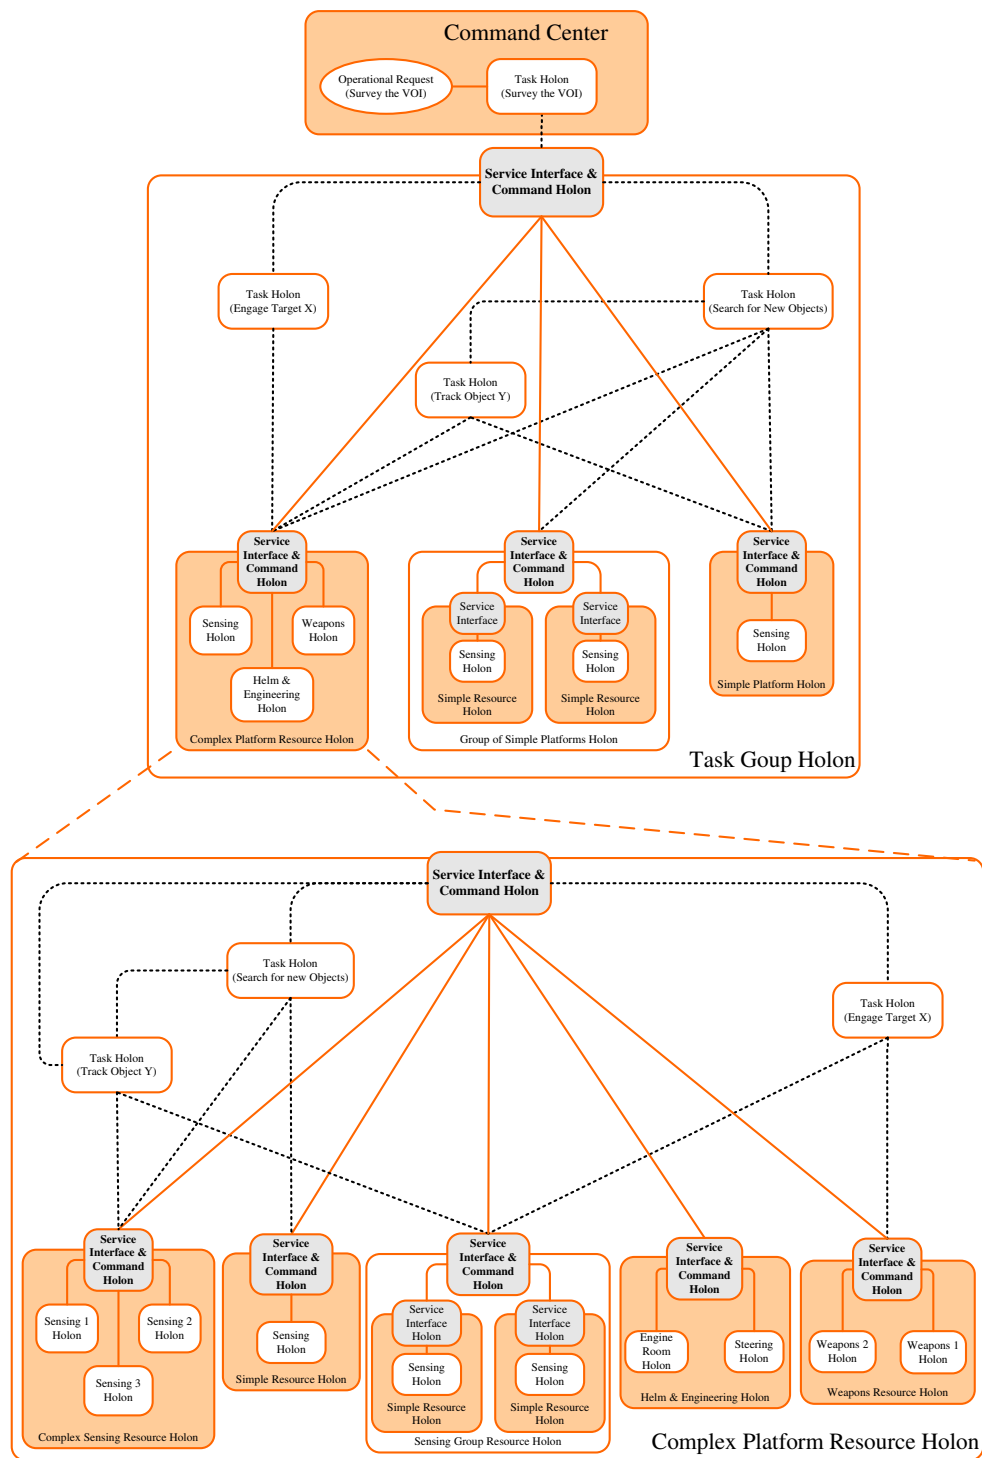 Command Center
Operational Request
(Survey the VOI)
Task Holon
(Survey the VOI)
Service Interface &
Command Holon
Task Holon
(Engage Target X)
Task Holon
(Search for New Objects)
Task Holon
(Track Object Y)
Service
Interface &
Command
Holon
Sensing
Holon
Weapons
Holon
Helm &
Engineering
Holon
Complex Platform Resource Holon
Service
Interface &
Command
Holon
Service
Interface
Sensing
Holon
Simple Resource
Holon
Service
Interface
Sensing
Holon
Simple Resource
Holon
Group of Simple Platforms Holon
Service
Interface &
Command
Holon
Sensing
Holon
Simple Platform Holon
Task Goup Holon
Service Interface &
Command Holon
Task Holon
(Search for new Objects)
Task Holon
(Engage Target X)
Task Holon
(Track Object Y)
Service
Interface &
Command
Holon
Sensing 1
Holon
Sensing 2
Holon
Sensing 3
Holon
Complex Sensing Resource Holon
Service
Interface &
Command
Holon
Sensing
Holon
Simple Resource Holon
Service
Interface &
Command
Holon
Service
Interface
Holon
Sensing
Holon
Simple Resource
Holon
Service
Interface
Holon
Sensing
Holon
Simple Resource
Holon
Sensing Group Resource Holon
Service
Interface &
Command
Holon
Engine
Room
Holon
Steering
Holon
Helm & Engineering Holon
Service
Interface &
Command
Holon
Weapons 2
Holon
Weapons 1
Holon
Weapons Resource Holon
Complex Platform Resource Holon